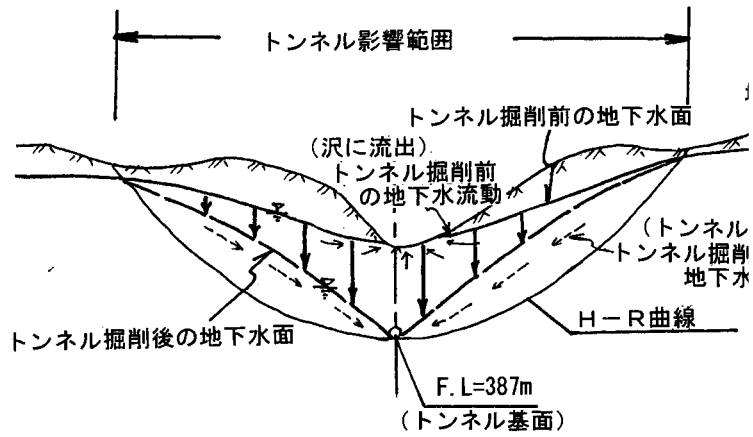 トンネル影響範囲
トンネル掘削前の地下水面
(沢に流出)
トンネル掘削前
の地下水流動
(トンネル
トンネル掘削
地下水
トンネル掘削後の地下水面
H－R曲線
F.L=387m
(トンネル基面)